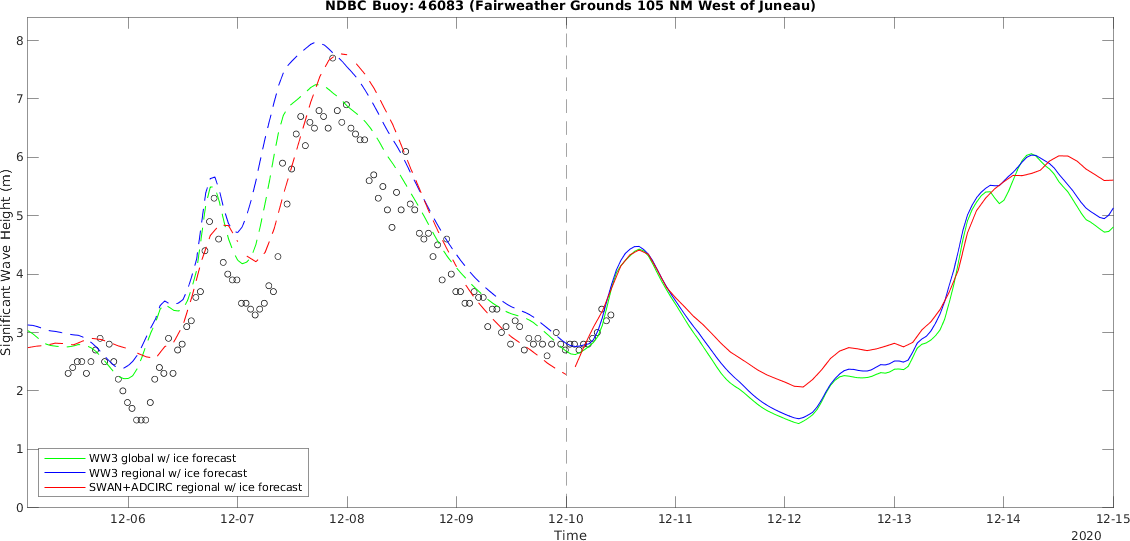 NDBC Buoy: 46083 (Fairweather Grounds 105 NM West of Juneau)
Significant Wave Height (m)
8
7
6
5
4
3
2
1
0
WW3 global w/ ice forecast
WW3 regional w/ ice forecast
SWAN+ADCIRC regional w/ ice forecast
12-06 12-07 12-08 12-09 12-10 12-11 12-12 12-13 12-14 12-15
Time
2020